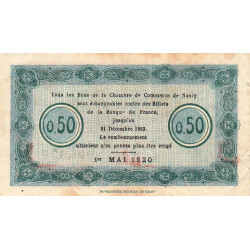 Tous les Bons de la Chambre de Commerce de Nancy
sont échangeables contre des Billets
de la Banque de France,
jusqu'au
31 Décembre
Le remboursement
ultérieur n'en pourra plus être exigé
0.50
0.50
1er MAI 1920